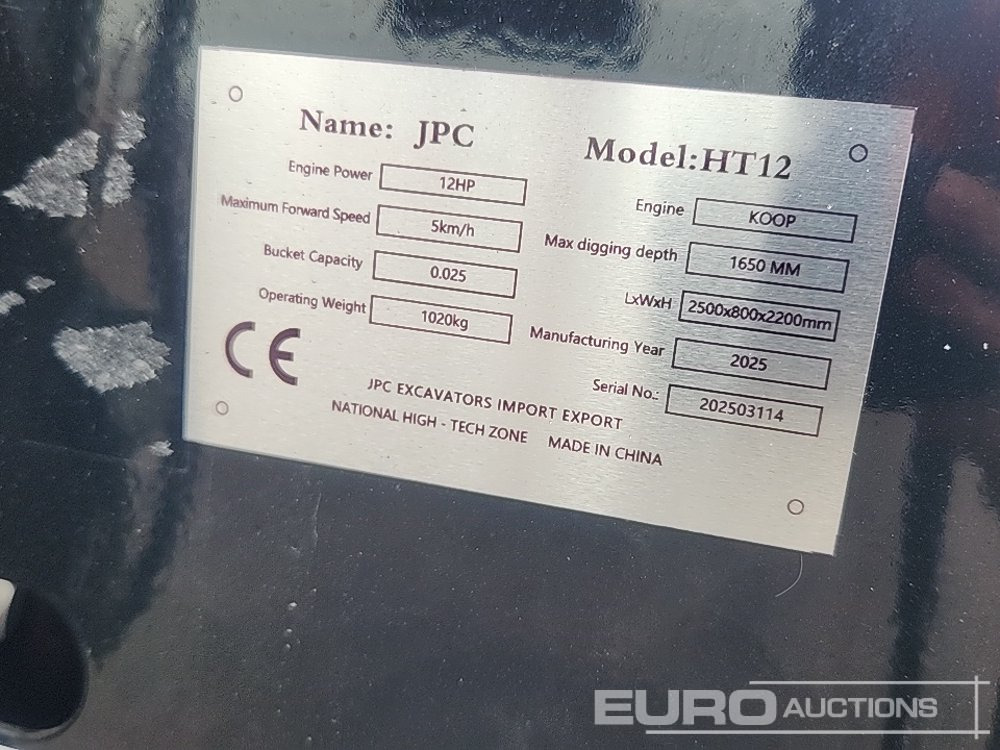 Name: JPC
Model:HT12
Engine Power 12HP
Engine KOOP
Maximum Forward Speed 5km/h
Max digging depth 1650 MM
Bucket Capacity 0.025
LxWxH 2500x800x2200mm
Operating Weight 1020kg
Manufacturing Year 2025
Serial No.: 202503114
CE
JPC EXCAVATORS IMPORT EXPORT
NATIONAL HIGH - TECH ZONE MADE IN CHINA
EURO AUCTIONS